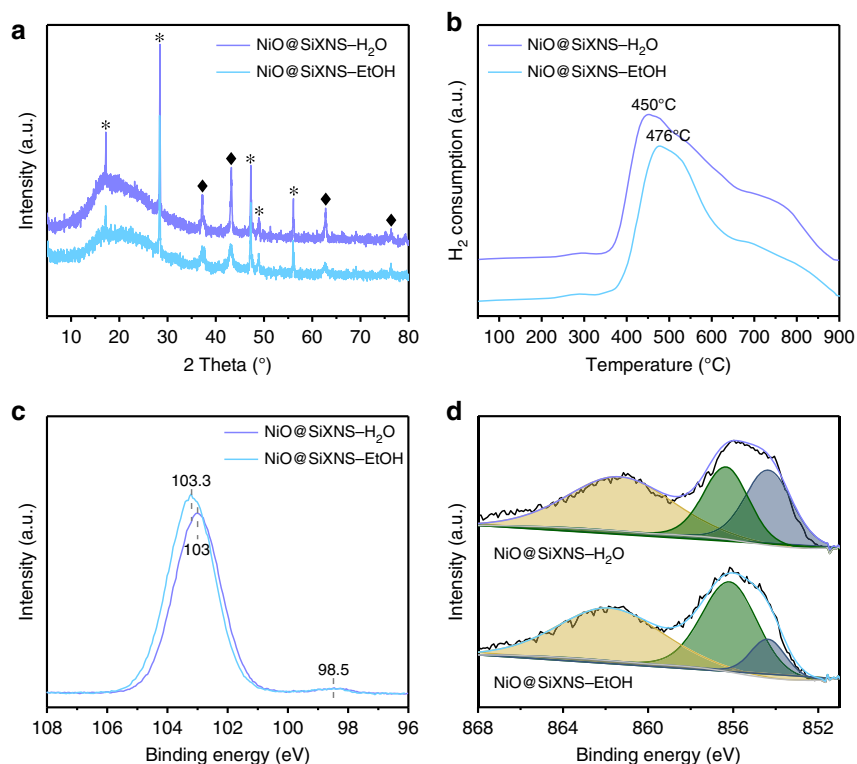 a
NiO@SiXNS–H₂O
NiO@SiXNS–EtOH
*
*
*
*
*
◆
◆
◆
◆
Intensity (a.u.)
10 20 30 40 50 60 70 80
2 Theta (°)
b
NiO@SiXNS–H₂O
NiO@SiXNS–EtOH
450°C
476°C
H₂ consumption (a.u.)
100 200 300 400 500 600 700 800 900
Temperature (°C)
c
NiO@SiXNS–H₂O
NiO@SiXNS–EtOH
103.3
103
98.5
Intensity (a.u.)
108 106 104 102 100 98 96
Binding energy (eV)
d
NiO@SiXNS–H₂O
NiO@SiXNS–EtOH
Intensity (a.u.)
868 864 860 856 852
Binding energy (eV)